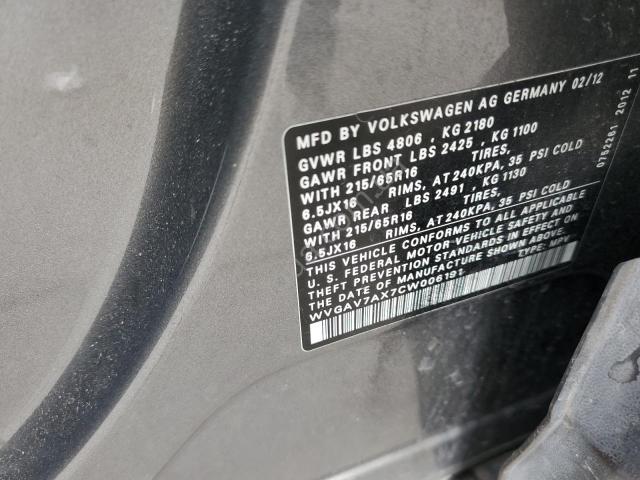 MFD BY VOLKSWAGEN AG GERMANY 02/12
GVWR LBS 4806 , KG 2180
GAWR FRONT LBS 2425 , KG 1100
WITH 215/65R16 TIRES,
6.5JX16 RIMS, AT 240KPA, 35 PSI COLD
GAWR REAR LBS 2491 , KG 1130
WITH 215/65R16 TIRES,
6.5JX16 RIMS, AT 240KPA, 35 PSI COLD
THIS VEHICLE CONFORMS TO ALL APPLICABLE
U. S. FEDERAL MOTOR VEHICLE SAFETY AND
THEFT PREVENTION STANDARDS IN EFFECT ON
THE DATE OF MANUFACTURE SHOWN ABOVE.
WVGAV7AX7CW006191 TYPE: MPV
0752261 2012 11